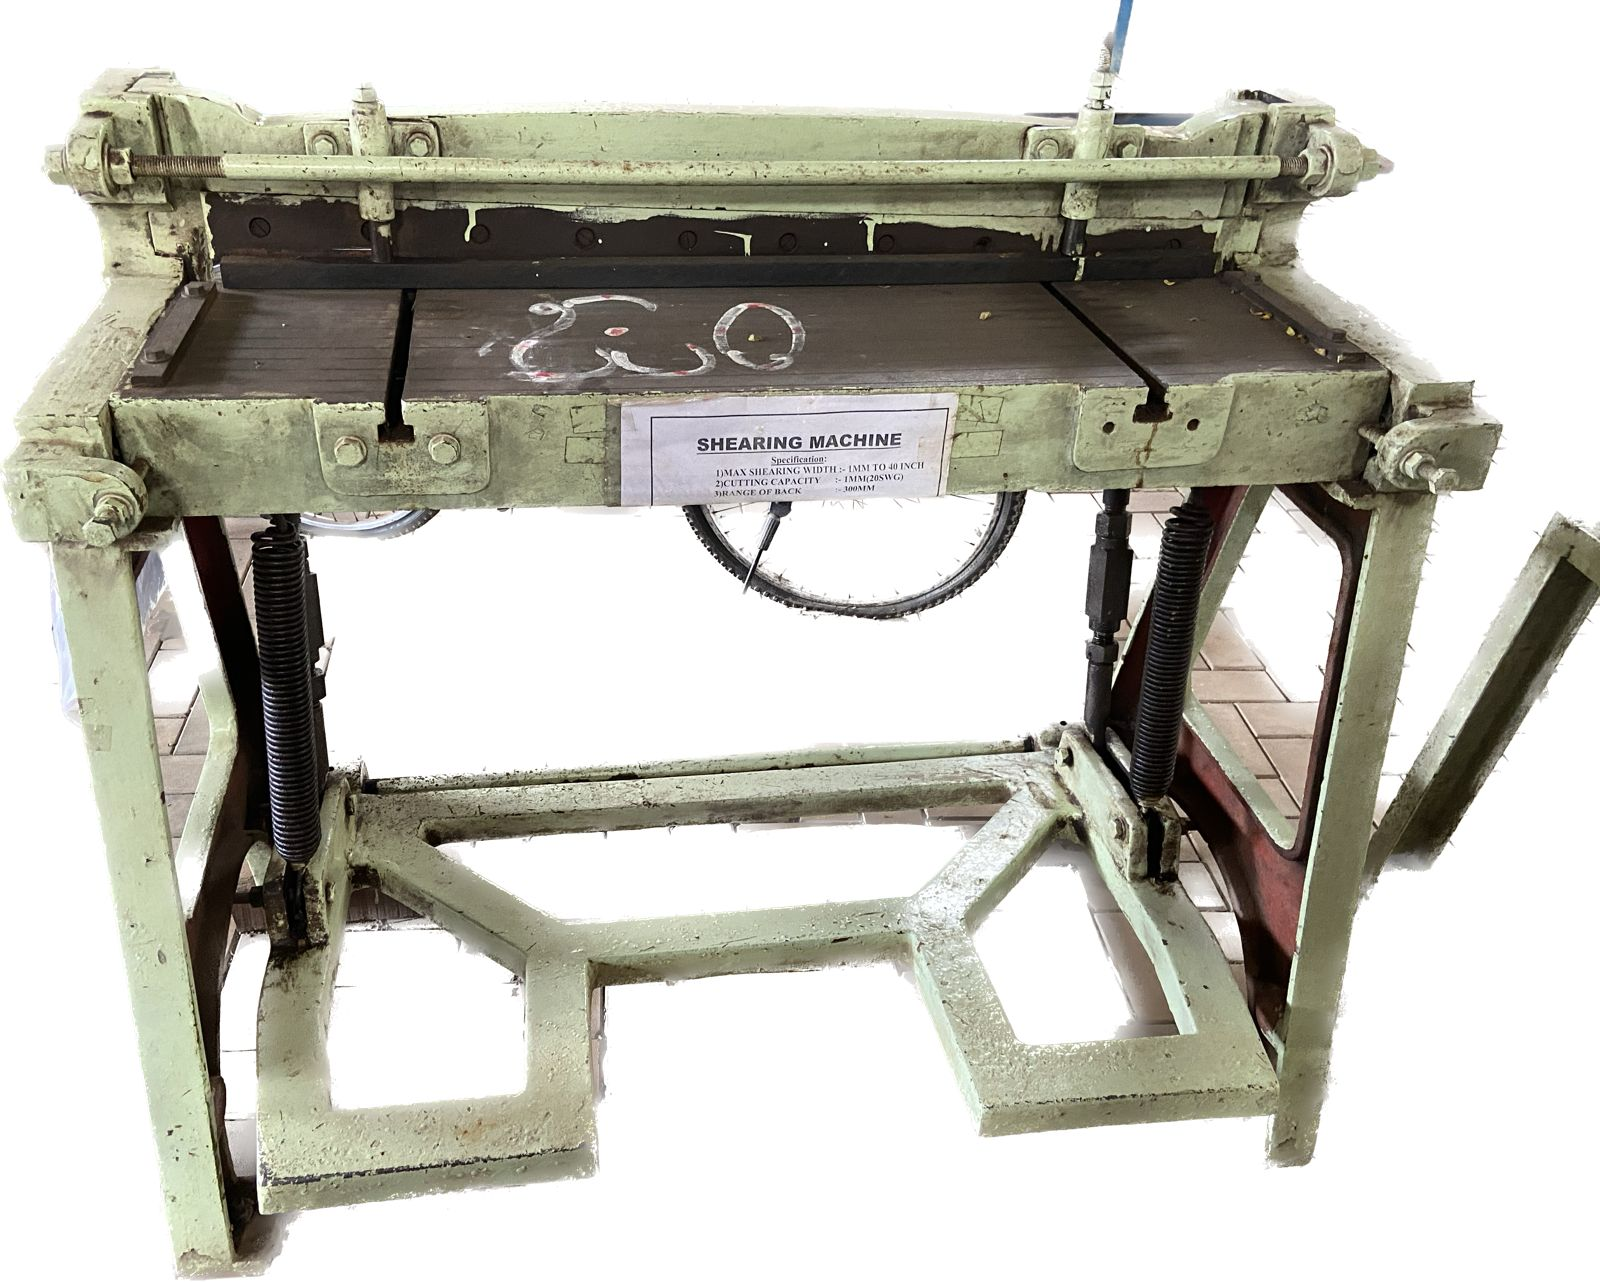 SHEARING MACHINE
Specification:
1)MAX SHEARING WIDTH :- 1MM TO 40 INCH
2)CUTTING CAPACITY :- 1MM(20SWG)
3)RANGE OF BACK :- 300MM